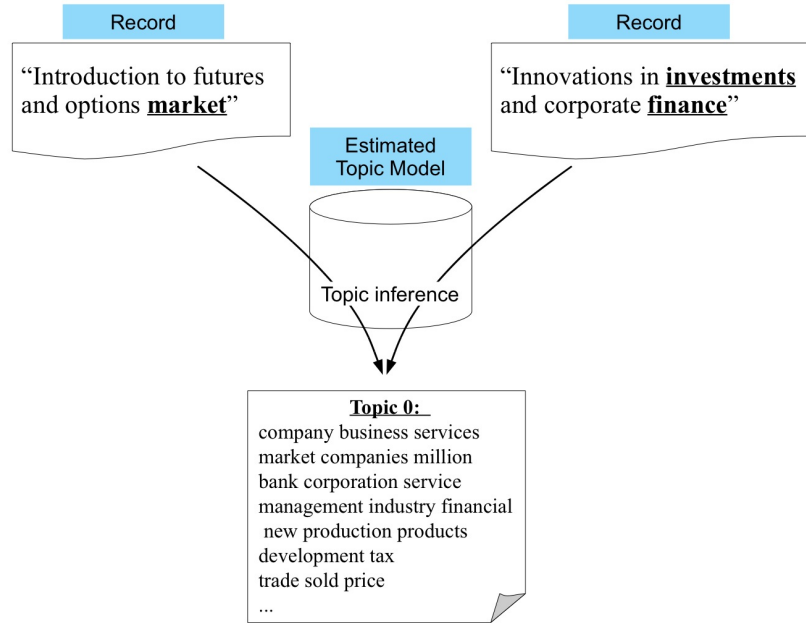 Record
“Introduction to futures
and options market”
Record
“Innovations in investments
and corporate finance”
Estimated
Topic Model
Topic inference
Topic 0:
company business services
market companies million
bank corporation service
management industry financial
new production products
development tax
trade sold price
...